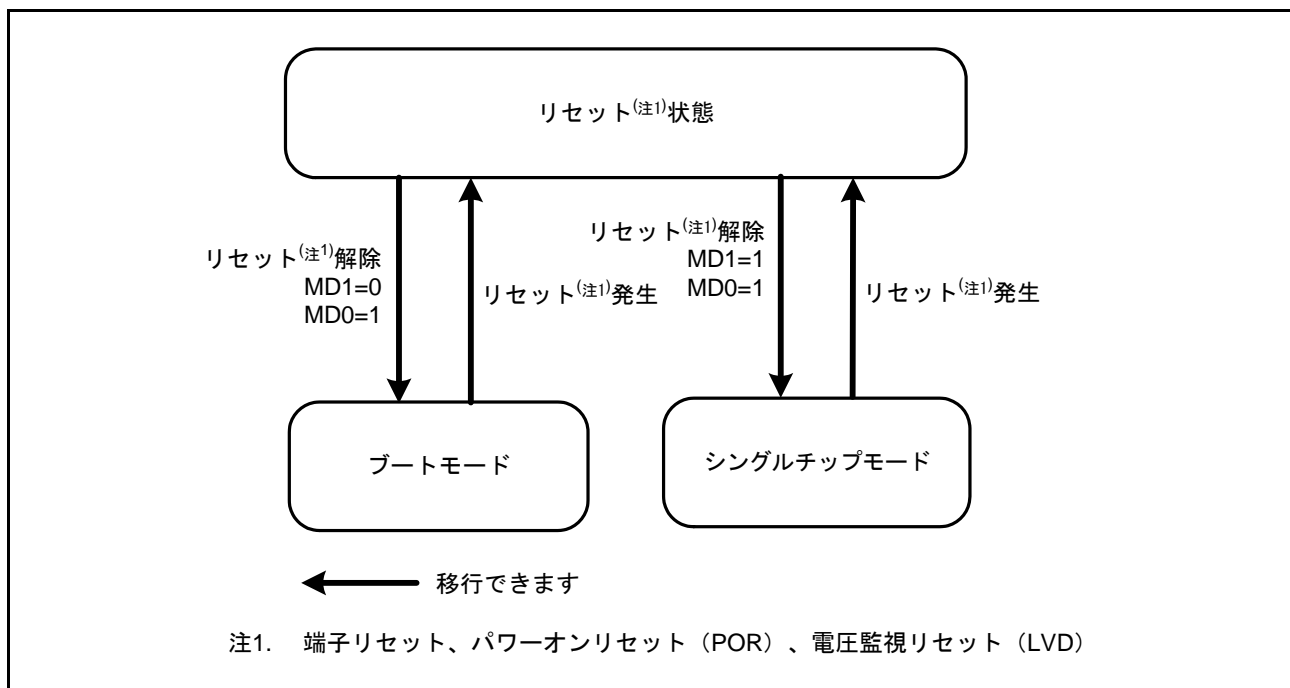 リセット(注1)状態
リセット(注1)解除
MD1=0
MD0=1
リセット(注1)発生
リセット(注1)解除
MD1=1
MD0=1
リセット(注1)発生
ブートモード
シングルチップモード
移行できます
注1. 端子リセット、パワーオンリセット（POR）、電圧監視リセット（LVD）